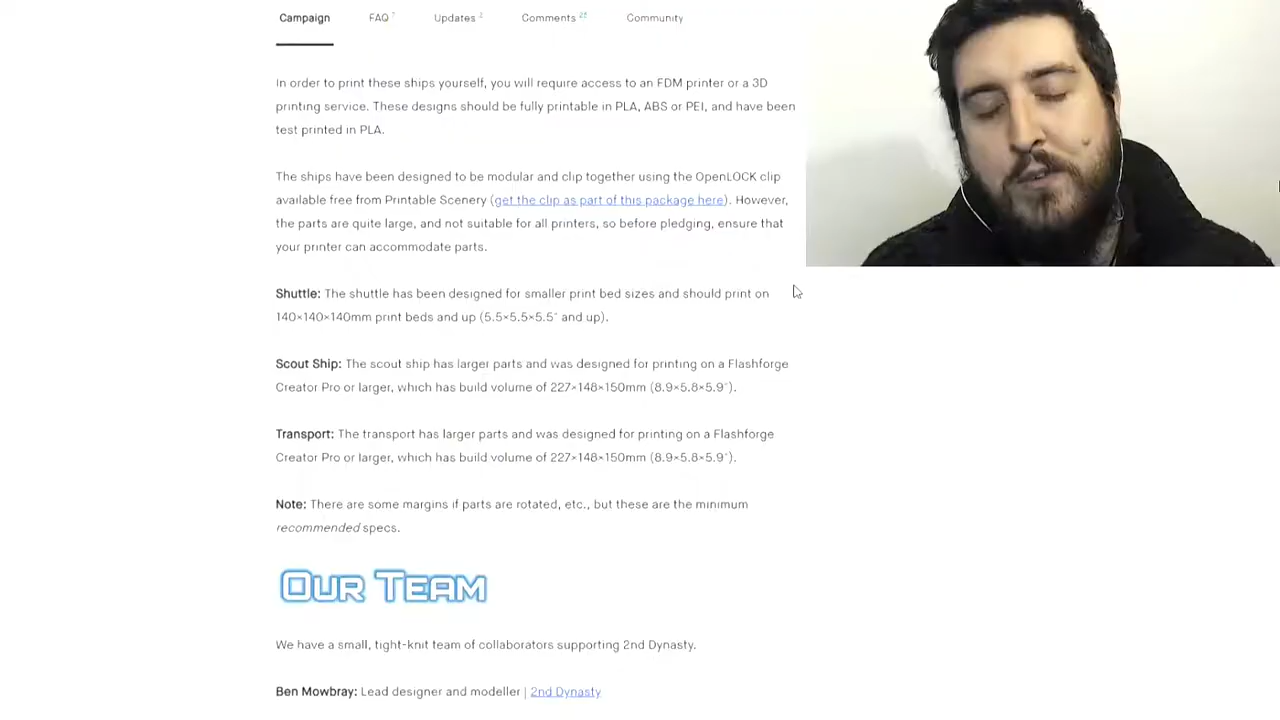 Campaign FAQ 7 Updates Comments Community
In order to print these ships yourself, you will require access to an FDM printer or a 3D
printing service. These designs should be fully printable in PLA, ABS or PEI, and have been
test printed in PLA.
The ships have been designed to be modular and clip together using the OpenLOCK clip
available free from Printable Scenery (get the clip as part of this package here). However,
the parts are quite large, and not suitable for all printers, so before pledging, ensure that
your printer can accommodate parts.
Shuttle: The shuttle has been designed for smaller print bed sizes and should print on
140×140×140mm print beds and up (5.5×5.5×5.5" and up).
Scout Ship: The scout ship has larger parts and was designed for printing on a Flashforge
Creator Pro or larger, which has build volume of 227×148×150mm (8.9×5.8×5.9").
Transport: The transport has larger parts and was designed for printing on a Flashforge
Creator Pro or larger, which has build volume of 227×148×150mm (8.9×5.8×5.9").
Note: There are some margins if parts are rotated, etc., but these are the minimum
recommended specs.
OUR TEAM
We have a small, tight-knit team of collaborators supporting 2nd Dynasty.
Ben Mowbray: Lead designer and modeller | 2nd Dynasty